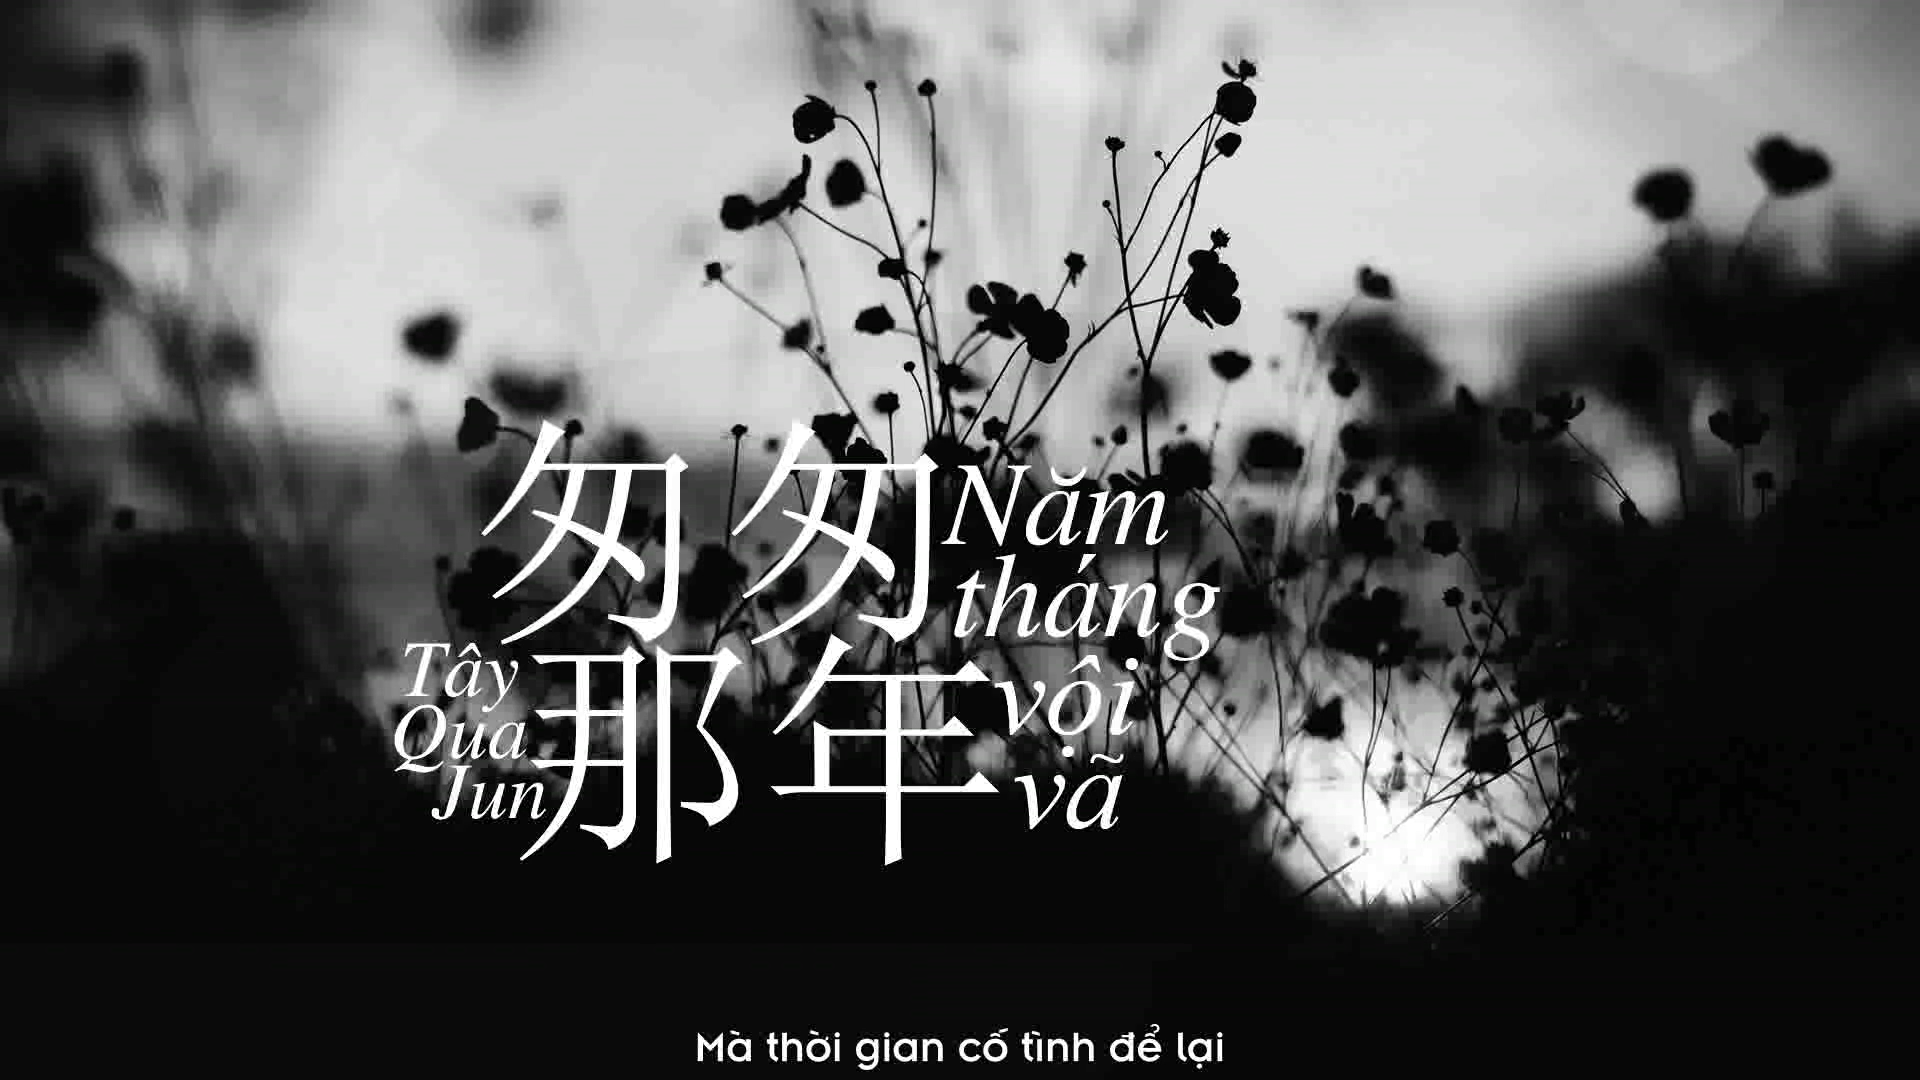 匆匆
那年
Năm
tháng
vội
vã
Tây
Qua
Jun
Mà thời gian cố tình để lại